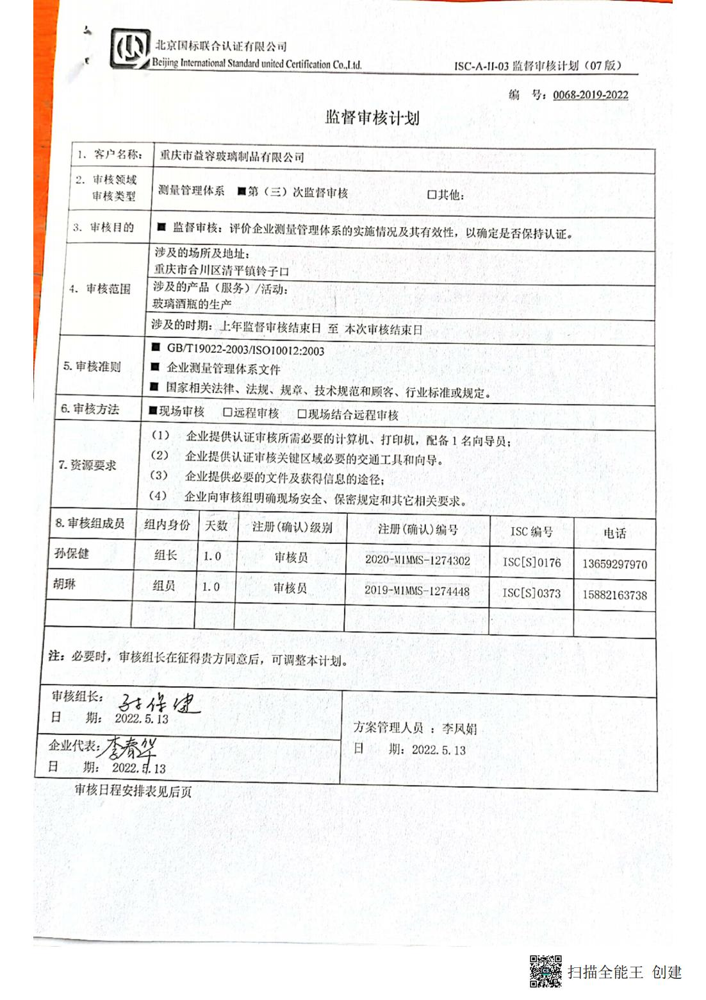 北京国标联合认证有限公司
Beijing International Standard united Certification Co.,Ltd.
ISC-A-II-03 监督审核计划（07 版）
编 号：0068-2019-2022
监督审核计划
1. 客户名称： 重庆市益容玻璃制品有限公司
2. 审核领域
审核类型
测量管理体系 ■第（三）次监督审核 □其他:
3. 审核目的 ■ 监督审核：评价企业测量管理体系的实施情况及其有效性，以确定是否保持认证。
4. 审核范围
涉及的场所及地址：
重庆市合川区清平镇铃子口
涉及的产品（服务）/活动:
玻璃酒瓶的生产
涉及的时期：上年监督审核结束日 至 本次审核结束日
5.审核准则
■ GB/T19022-2003/ISO10012:2003
■ 企业测量管理体系文件
■ 国家相关法律、法规、规章、技术规范和顾客、行业标准或规定。
6.审核方法 ■现场审核 □远程审核 □现场结合远程审核
7.资源要求
（1） 企业提供认证审核所需必要的计算机、打印机，配备 1 名向导员；
（2） 企业提供认证审核关键区域必要的交通工具和向导。
（3） 企业提供必要的文件及获得信息的途径；
（4） 企业向审核组明确现场安全、保密规定和其它相关要求。
8.审核组成员 组内身份 天数 注册(确认)级别 注册(确认)编号 ISC 编号 电话
孙保健 组长 1.0 审核员 2020-M1MMS-1274302 ISC[S]0176 13659297970
胡琳 组员 1.0 审核员 2019-M1MMS-1274448 ISC[S]0373 15882163738
注：必要时，审核组长在征得贵方同意后，可调整本计划。
审核组长： 孙保健
日 期： 2022.5.13
企业代表：李春华
日 期： 2022.5.13
方案管理人员 ：李凤娟
日 期：2022.5.13
审核日程安排表见后页
扫描全能王 创建